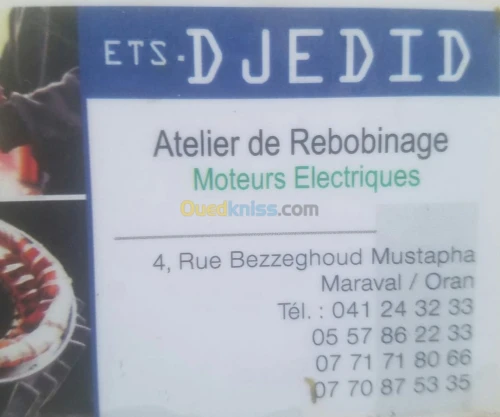 ETS. DJEDID
Atelier de Rebobinage
Moteurs Electriques
Ouedkniss.com
4, Rue Bezzeghoud Mustapha
Maraval / Oran
Tél. : 041 24 32 33
05 57 86 22 33
07 71 71 80 66
07 70 87 53 35